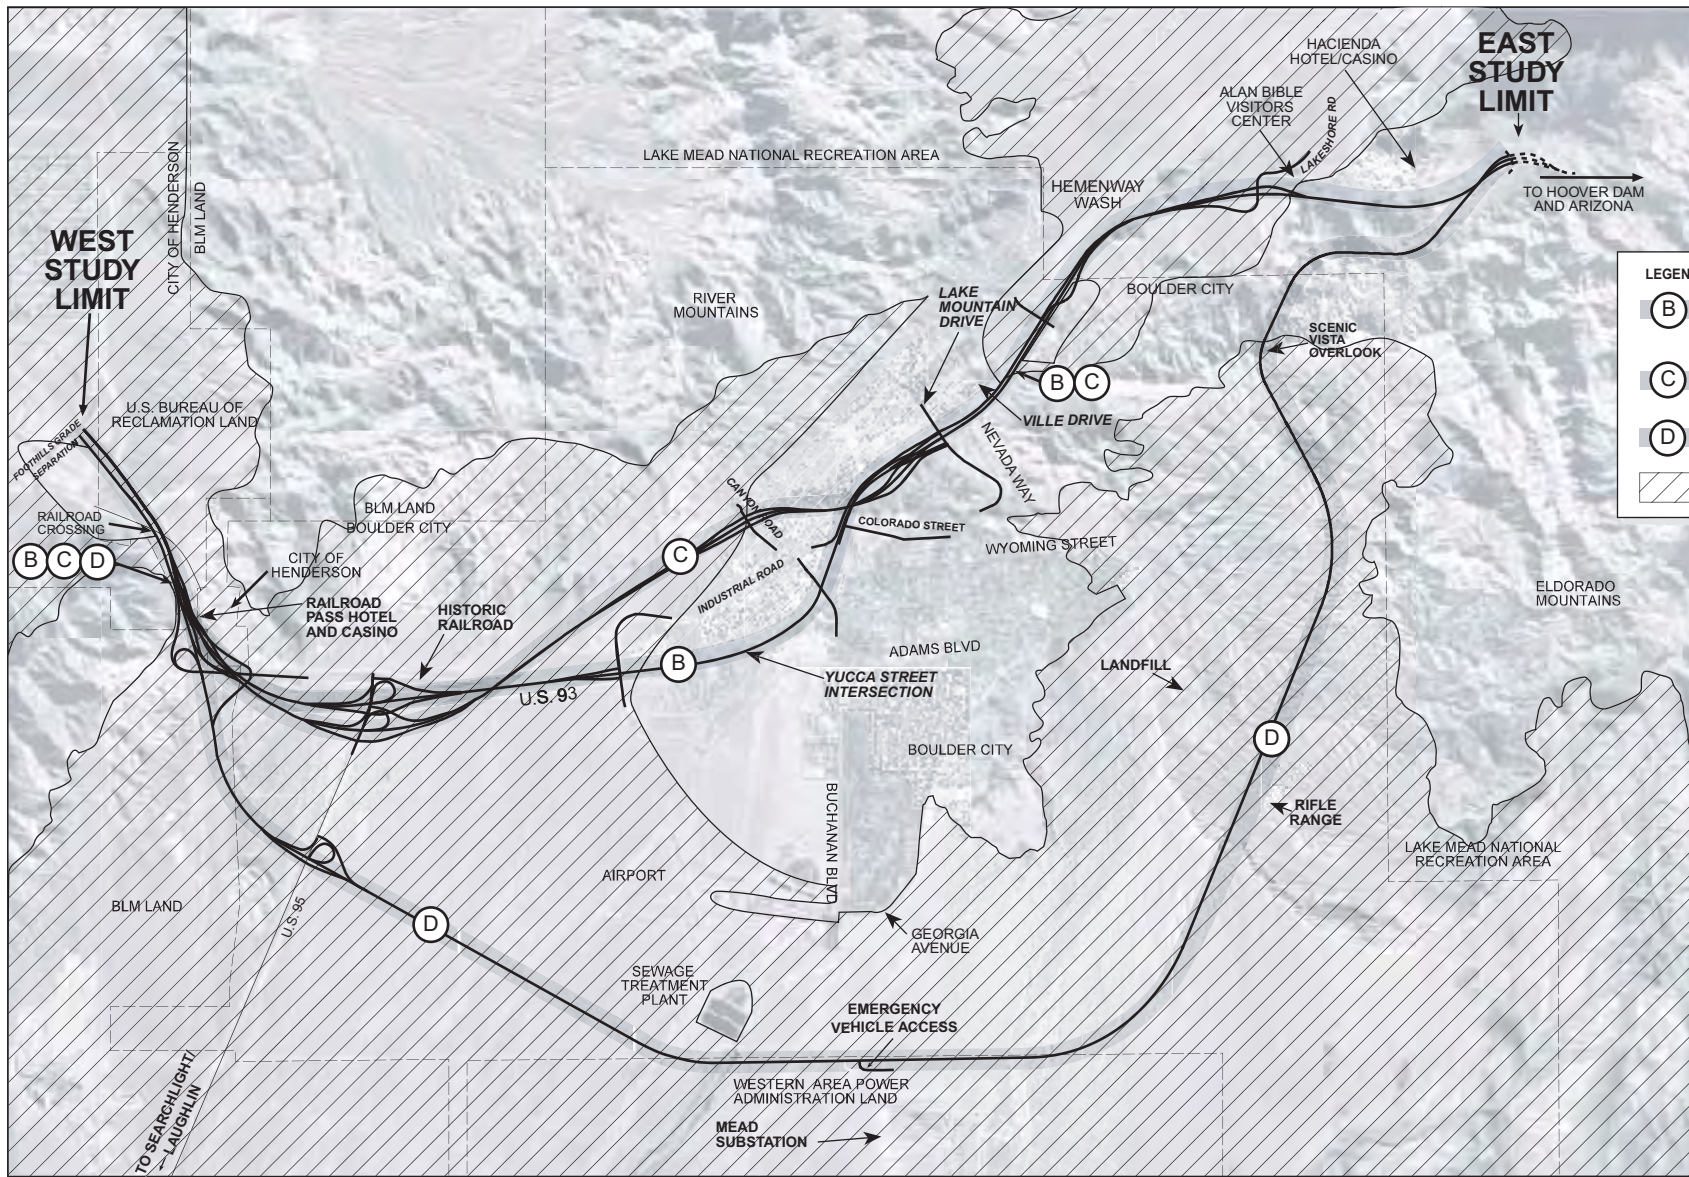 HACIENDA
HOTEL/CASINO
EAST
STUDY
LIMIT
ALAN BIBLE
VISITORS
CENTER
LAKESHORE RD
CITY OF HENDERSON
BLM LAND
LAKE MEAD NATIONAL RECREATION AREA
HEMENWAY
WASH
TO HOOVER DAM
AND ARIZONA
WEST
STUDY
LIMIT
RIVER
MOUNTAINS
LAKE
MOUNTAIN
DRIVE
BOULDER CITY
LEGEN
B
C
D
SCENIC
VISTA
OVERLOOK
B C
VILLE DRIVE
U.S. BUREAU OF
RECLAMATION LAND
FOOTHILLS GRADE
SEPARATION
NEVADA WAY
RAILROAD
CROSSING
BLM LAND
BOULDER CITY
CANYON ROAD
COLORADO STREET
WYOMING STREET
B C D
CITY OF
HENDERSON
C
INDUSTRIAL ROAD
ELDORADO
MOUNTAINS
RAILROAD
PASS HOTEL
AND CASINO
HISTORIC
RAILROAD
ADAMS BLVD
B
U.S. 93
YUCCA STREET
INTERSECTION
LANDFILL
D
BOULDER CITY
BUCHANAN BLVD
RIFLE
RANGE
LAKE MEAD NATIONAL
RECREATION AREA
AIRPORT
BLM LAND
U.S. 95
D
GEORGIA
AVENUE
SEWAGE
TREATMENT
PLANT
EMERGENCY
VEHICLE ACCESS
WESTERN AREA POWER
ADMINISTRATION LAND
MEAD
SUBSTATION
TO SEARCHLIGHT/
LAUGHLIN